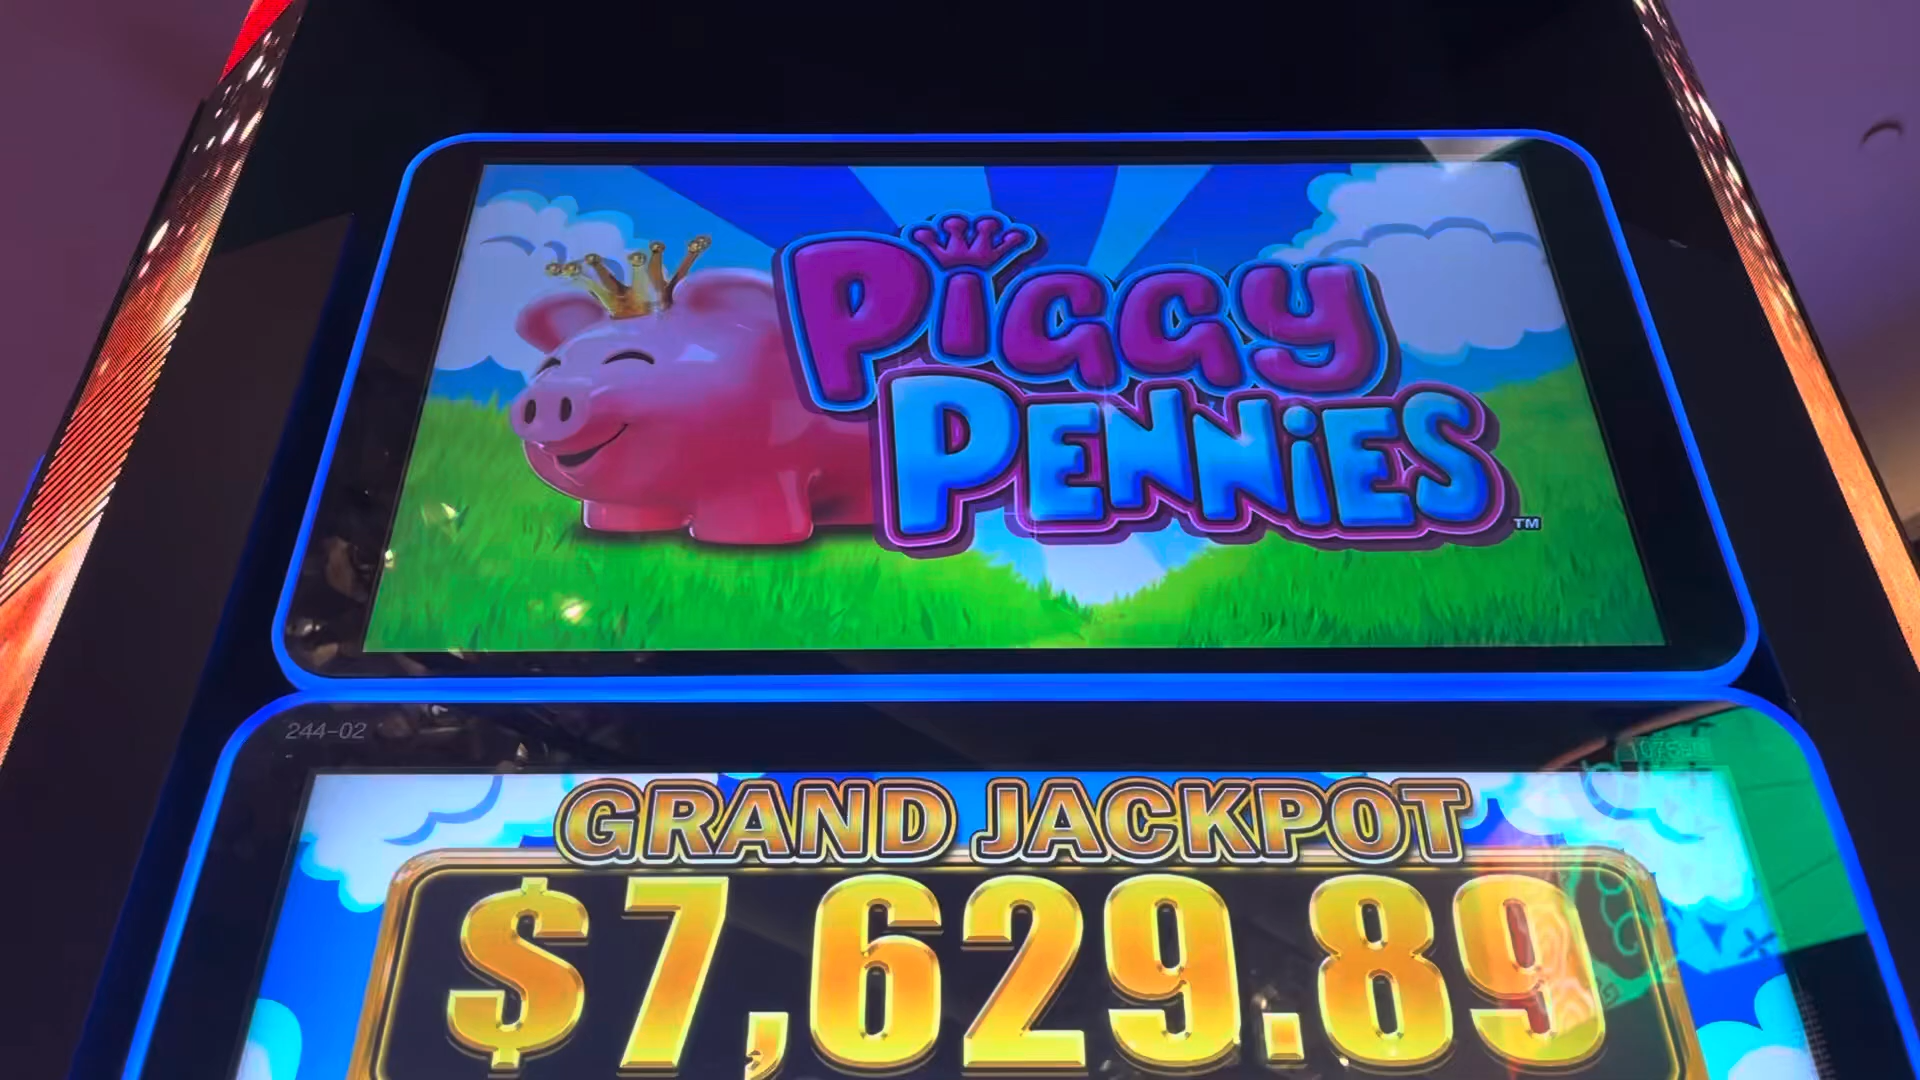 PiGGY
PENNiES
TM
244-02
GRAND JACKPOT
$7,629.89